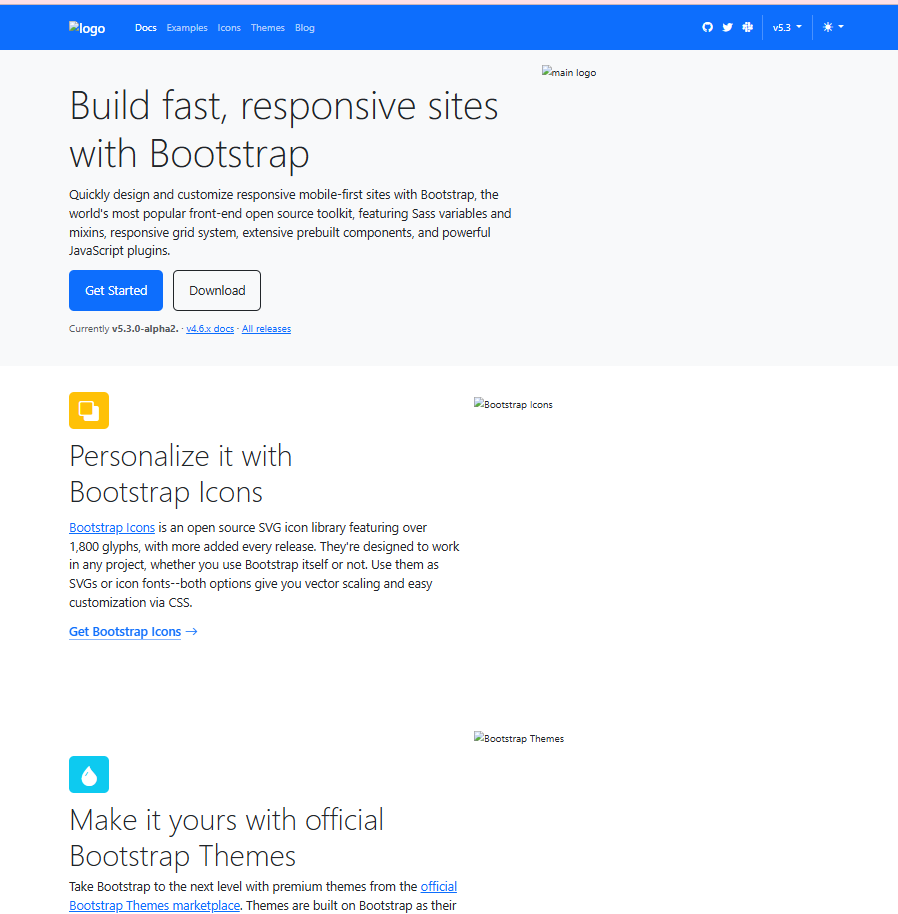 logo Docs Examples Icons Themes Blog v5.3
main logo
Build fast, responsive sites
with Bootstrap
Quickly design and customize responsive mobile-first sites with Bootstrap, the
world's most popular front-end open source toolkit, featuring Sass variables and
mixins, responsive grid system, extensive prebuilt components, and powerful
JavaScript plugins.
Get Started Download
Currently v5.3.0-alpha2. · v4.6.x docs · All releases
Bootstrap Icons
Personalize it with
Bootstrap Icons
Bootstrap Icons is an open source SVG icon library featuring over
1,800 glyphs, with more added every release. They're designed to work
in any project, whether you use Bootstrap itself or not. Use them as
SVGs or icon fonts--both options give you vector scaling and easy
customization via CSS.
Get Bootstrap Icons →
Bootstrap Themes
Make it yours with official
Bootstrap Themes
Take Bootstrap to the next level with premium themes from the official
Bootstrap Themes marketplace. Themes are built on Bootstrap as their